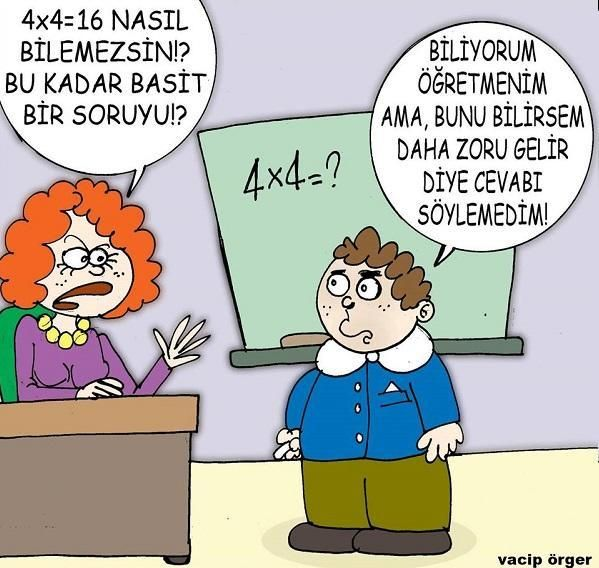 4x4=16 NASIL
BİLEMEZSİN!?
BU KADAR BASİT
BİR SORUYU!?
BİLİYORUM
ÖĞRETMENİM
AMA, BUNU BİLİRSEM
DAHA ZORU GELİR
DİYE CEVABI
SÖYLEMEDİM!
4x4=?
vacip örger